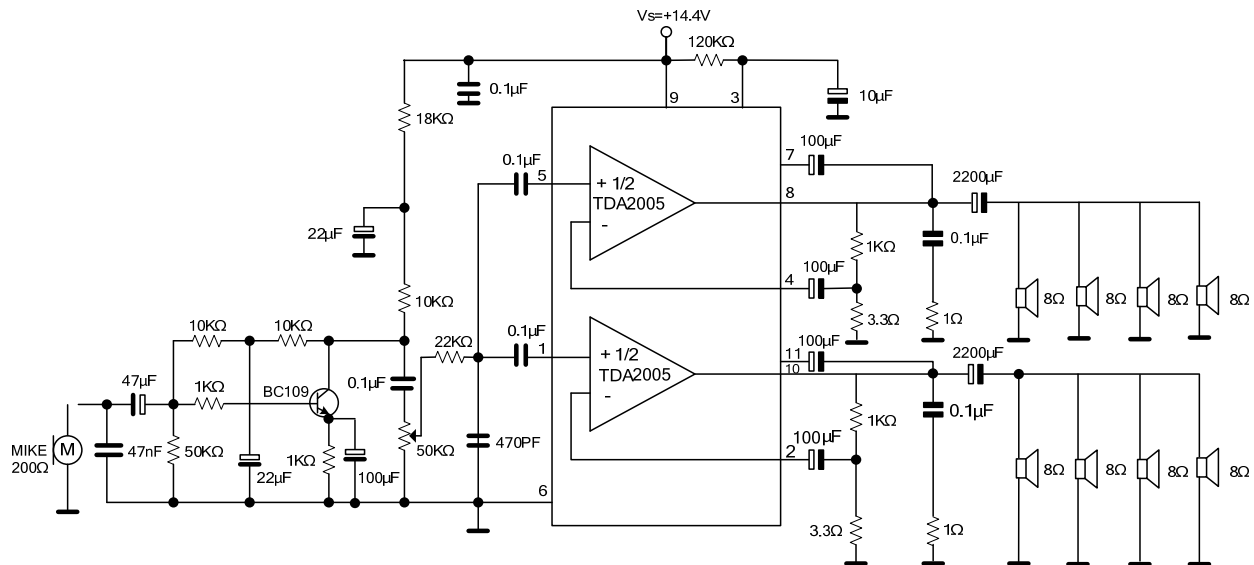 Vs=+14.4V
120KΩ
0.1µF
9
3
10µF
18KΩ
100µF
0.1µF
7
5
+ 1/2
TDA2005
-
8
2200µF
22µF
1KΩ
0.1µF
100µF
4
10KΩ
8Ω
8Ω
8Ω
8Ω
3.3Ω
1Ω
10KΩ
10KΩ
0.1µF
22KΩ
1
100µF
11
10
2200µF
+ 1/2
TDA2005
-
47µF
1KΩ
BC109
0.1µF
1KΩ
0.1µF
MIKE
200Ω
M
47nF
50KΩ
22µF
1KΩ
100µF
50KΩ
470PF
100µF
2
8Ω
8Ω
8Ω
8Ω
6
3.3Ω
1Ω